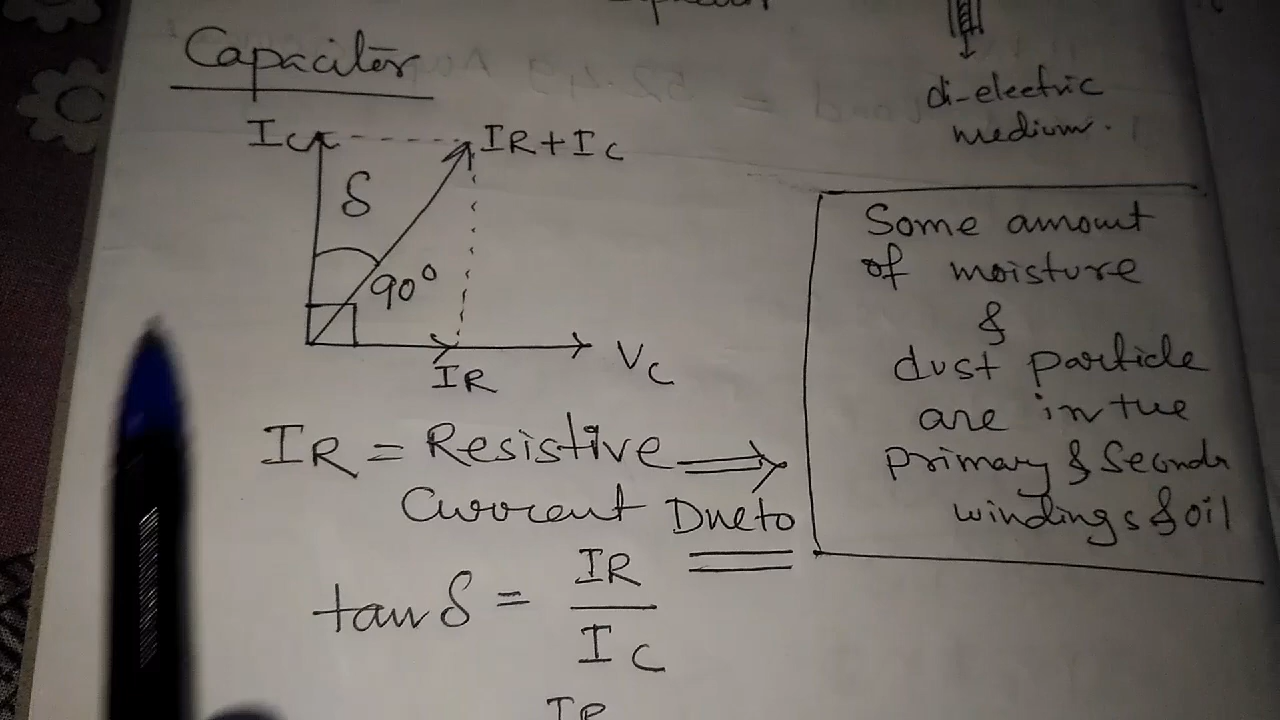 Capacitor
di-electric
medium.
IC
IR+IC
δ
90°
VC
IR
IR = Resistive
Current Due to
tan δ = IR
IC
IR
Some amount
of moisture
&
dust particle
are in the
primary & Second
windings & oil